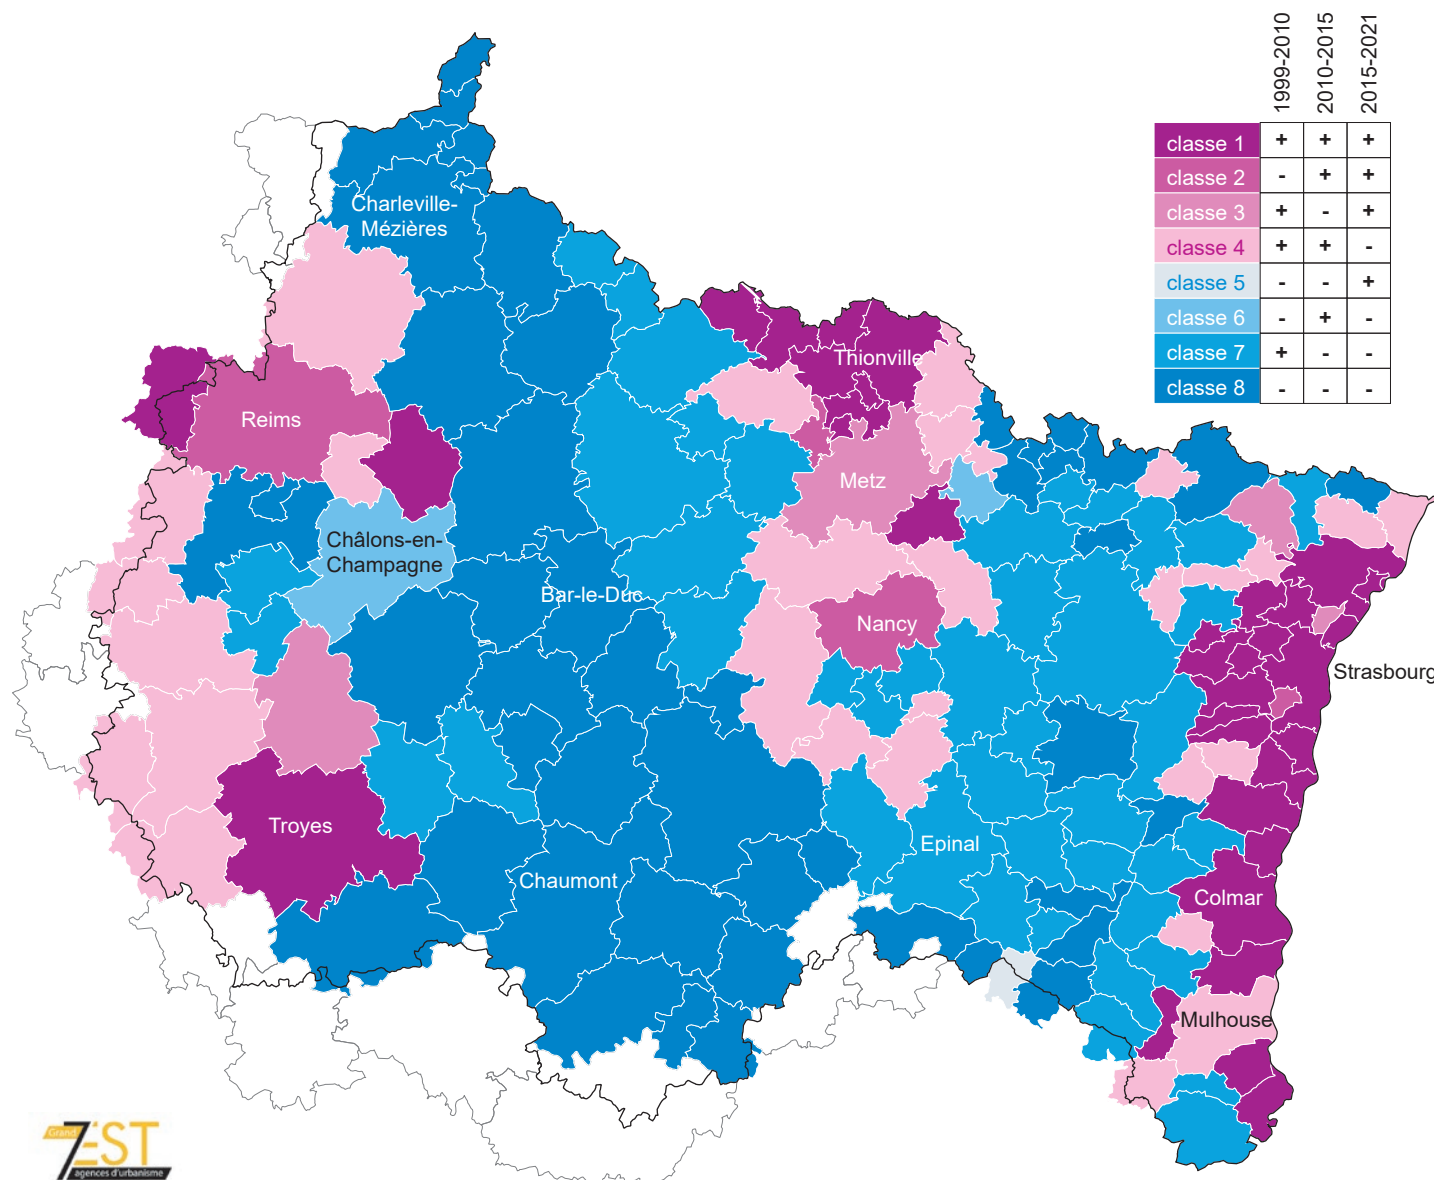 1999-2010
2010-2015
2015-2021
classe 1 + + +
classe 2 - + +
classe 3 + - +
classe 4 + + -
classe 5 - - +
classe 6 - + -
classe 7 + - -
classe 8 - - -
Charleville-
Mézières
Thionville
Reims
Metz
Châlons-en-
Champagne
Bar-le-Duc
Nancy
Strasbourg
Troyes
Epinal
Chaumont
Colmar
Mulhouse
Grand
7EST
agences d'urbanisme